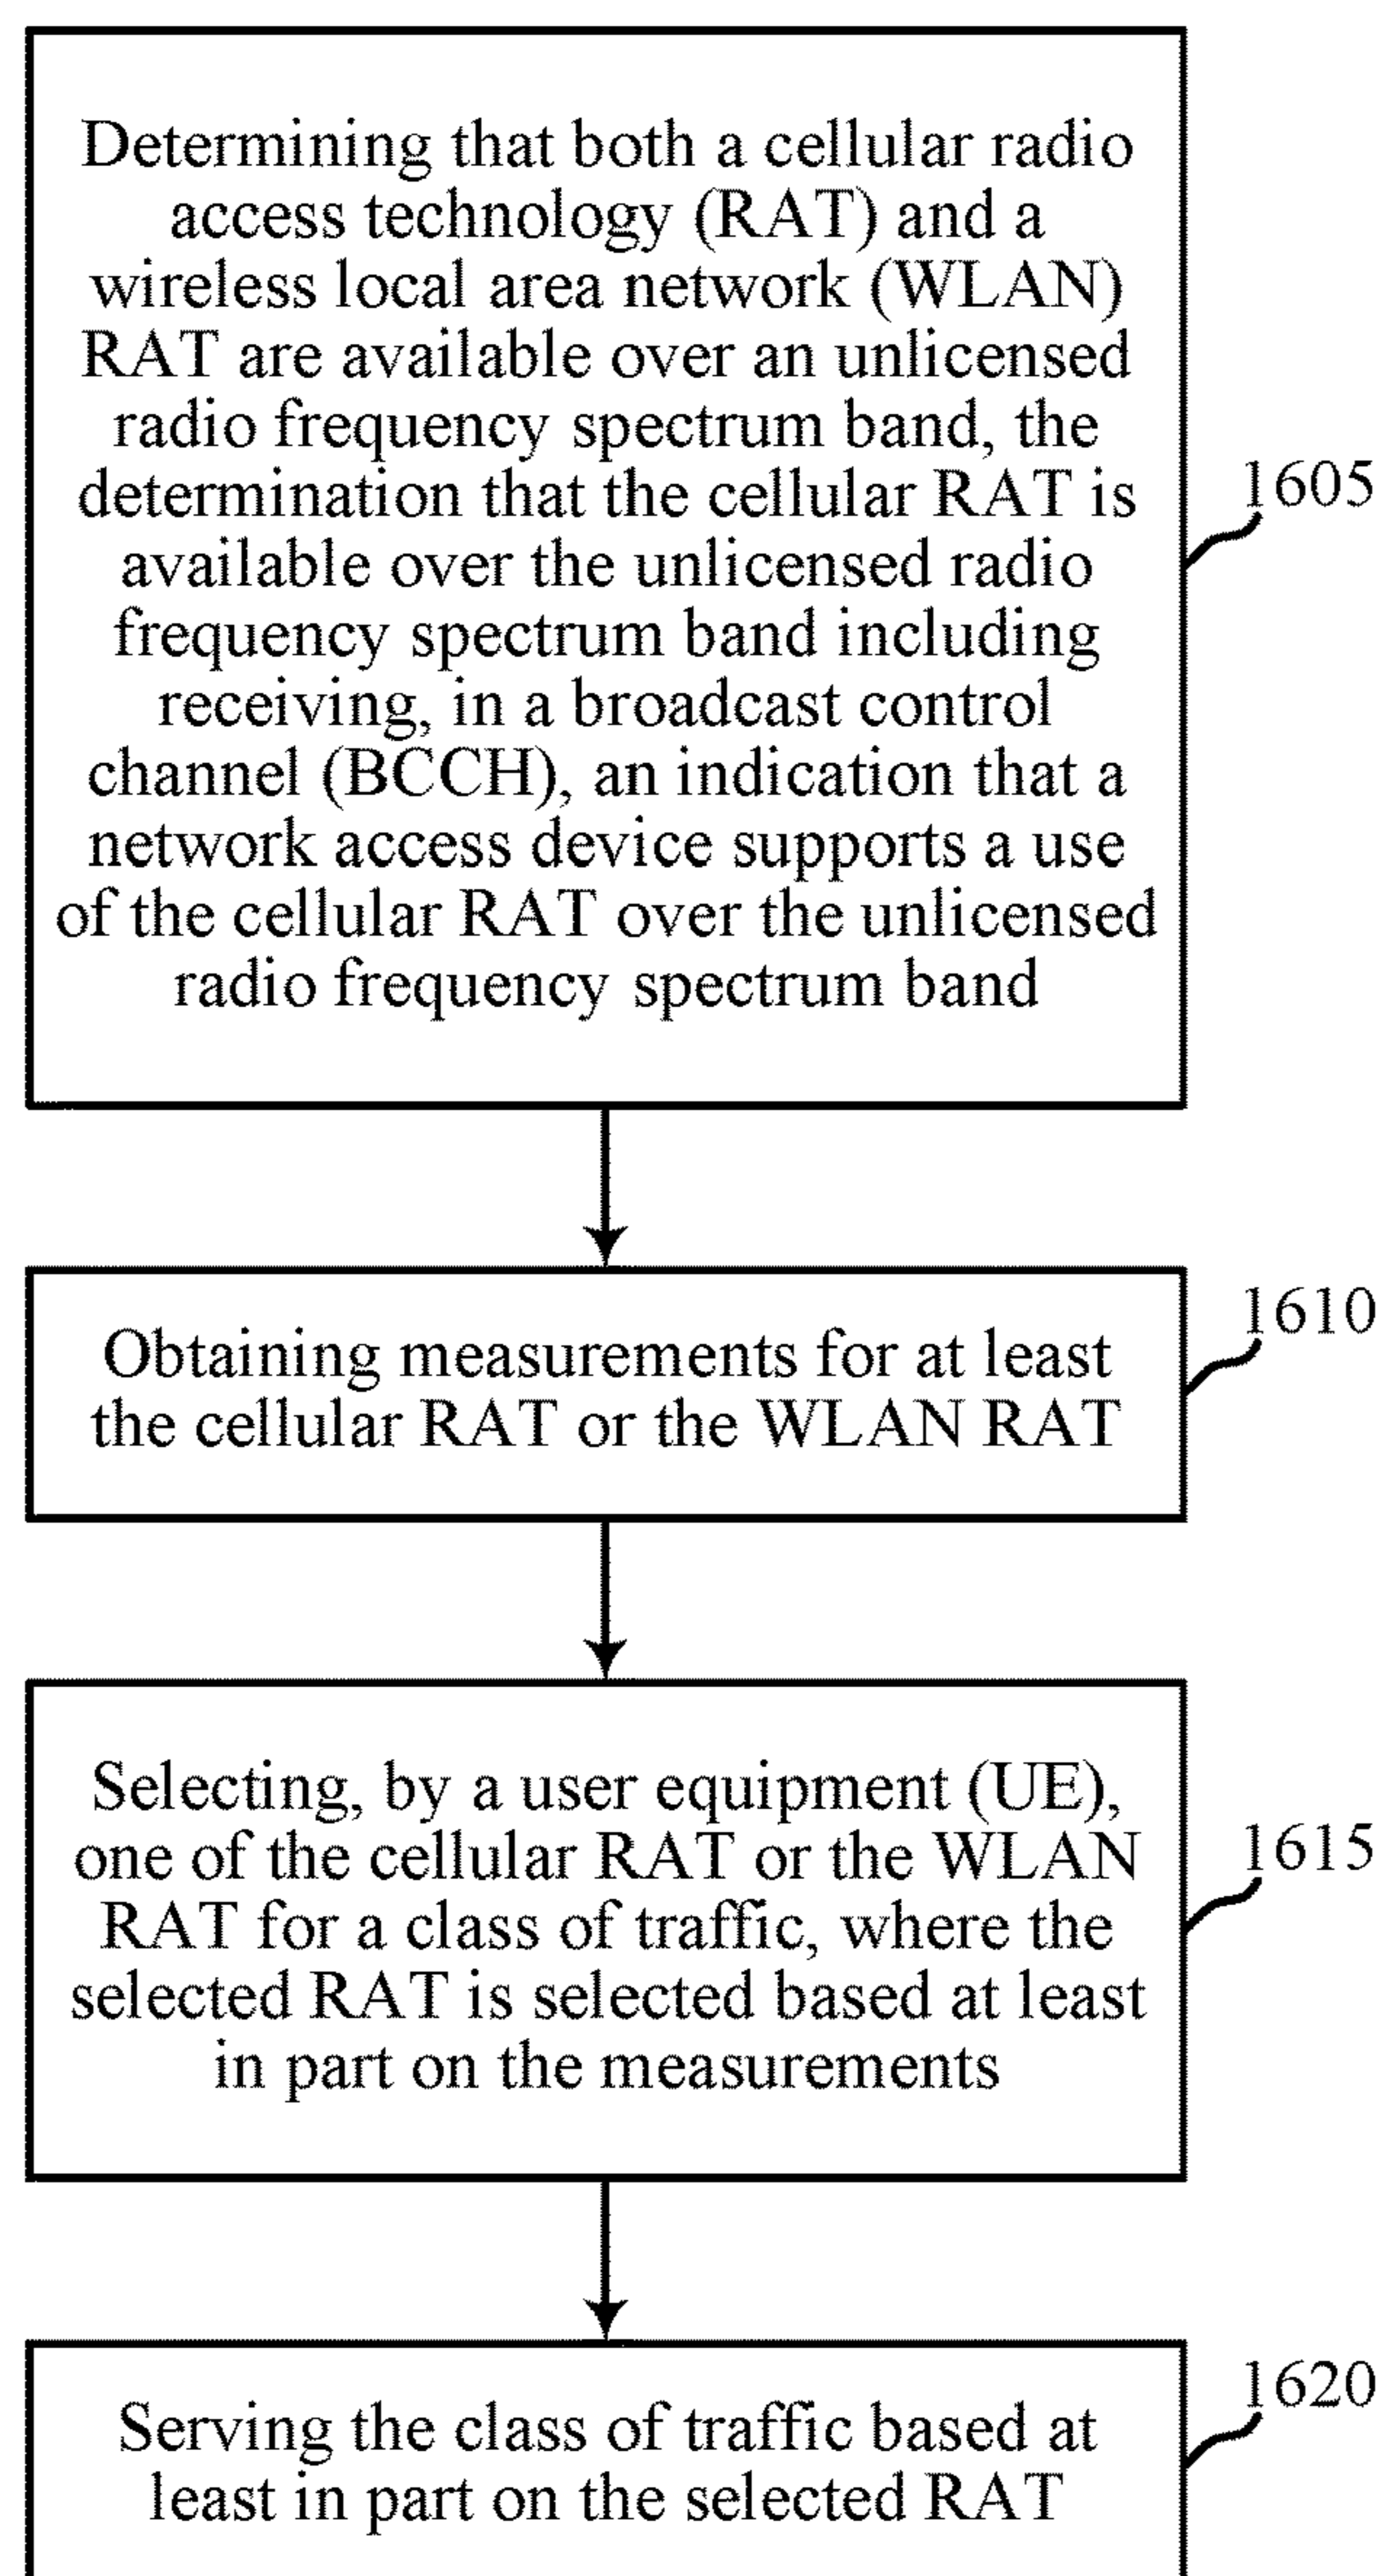 Determining that both a cellular radio
access technology (RAT) and a
wireless local area network (WLAN)
RAT are available over an unlicensed
radio frequency spectrum band, the
determination that the cellular RAT is
available over the unlicensed radio
frequency spectrum band including
receiving, in a broadcast control
channel (BCCH), an indication that a
network access device supports a use
of the cellular RAT over the unlicensed
radio frequency spectrum band
1605
Obtaining measurements for at least
the cellular RAT or the WLAN RAT
1610
Selecting, by a user equipment (UE),
one of the cellular RAT or the WLAN
RAT for a class of traffic, where the
selected RAT is selected based at least
in part on the measurements
1615
Serving the class of traffic based at
least in part on the selected RAT
1620